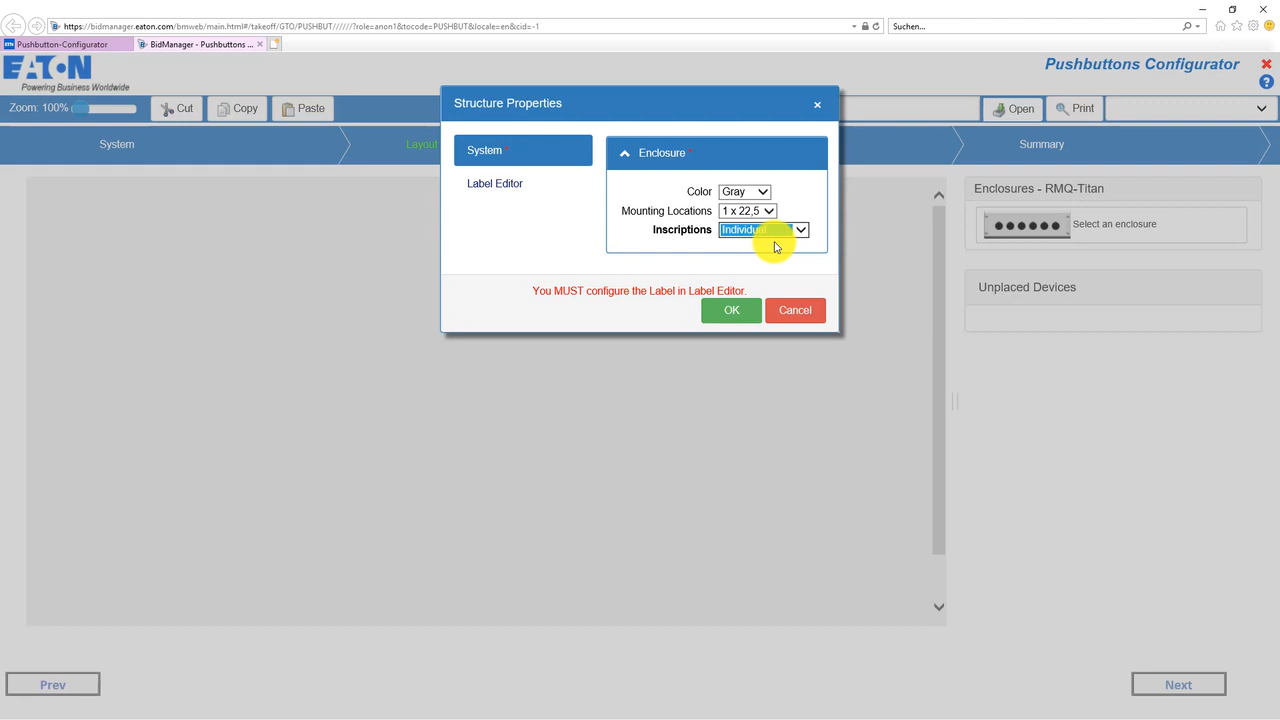 https://bidmanager.eaton.com/bmweb/main.html#/takeoff/GTO/PUSHBUT//////?role=anon1&tocode=PUSHBUT&locale=en&cid=-1
Suchen...
ETN Pushbutton-Configurator
BidManager - Pushbuttons ...
EATON
Powering Business Worldwide
Pushbuttons Configurator
Zoom: 100%
Cut
Copy
Paste
Open
Print
System
Layout
Summary
Structure Properties
System *
Label Editor
Enclosure *
Color Gray
Mounting Locations 1 x 22,5
Inscriptions Individual
You MUST configure the Label in Label Editor.
OK
Cancel
Enclosures - RMQ-Titan
Select an enclosure
Unplaced Devices
Prev
Next